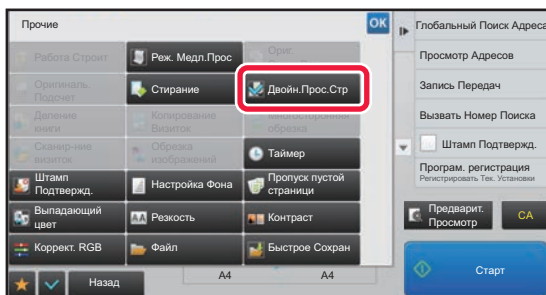 Прочие
OK
Работа Строит
Реж. Медл.Прос
Ориг.
Оригиналь.
Подсчет
Стирание
Двойн.Прос.Стр
Деление
книги
Копирование
Визиток
Многосторонняя
обрезка
Сканир-ние
визиток
Обрезка
изображений
Таймер
Штамп
Подтвержд.
Настройка Фона
Пропуск пустой
страници
Выпадающий
цвет
Резкость
Контраст
Коррект. RGB
Файл
Быстрое Сохран
Назад
A4
A4
Глобальный Поиск Адреса
Просмотр Адресов
Запись Передач
Вызвать Номер Поиска
Штамп Подтвержд.
Програм. регистрация
Регистрировать Тек. Установки
Предварит.
Просмотр
CA
Старт